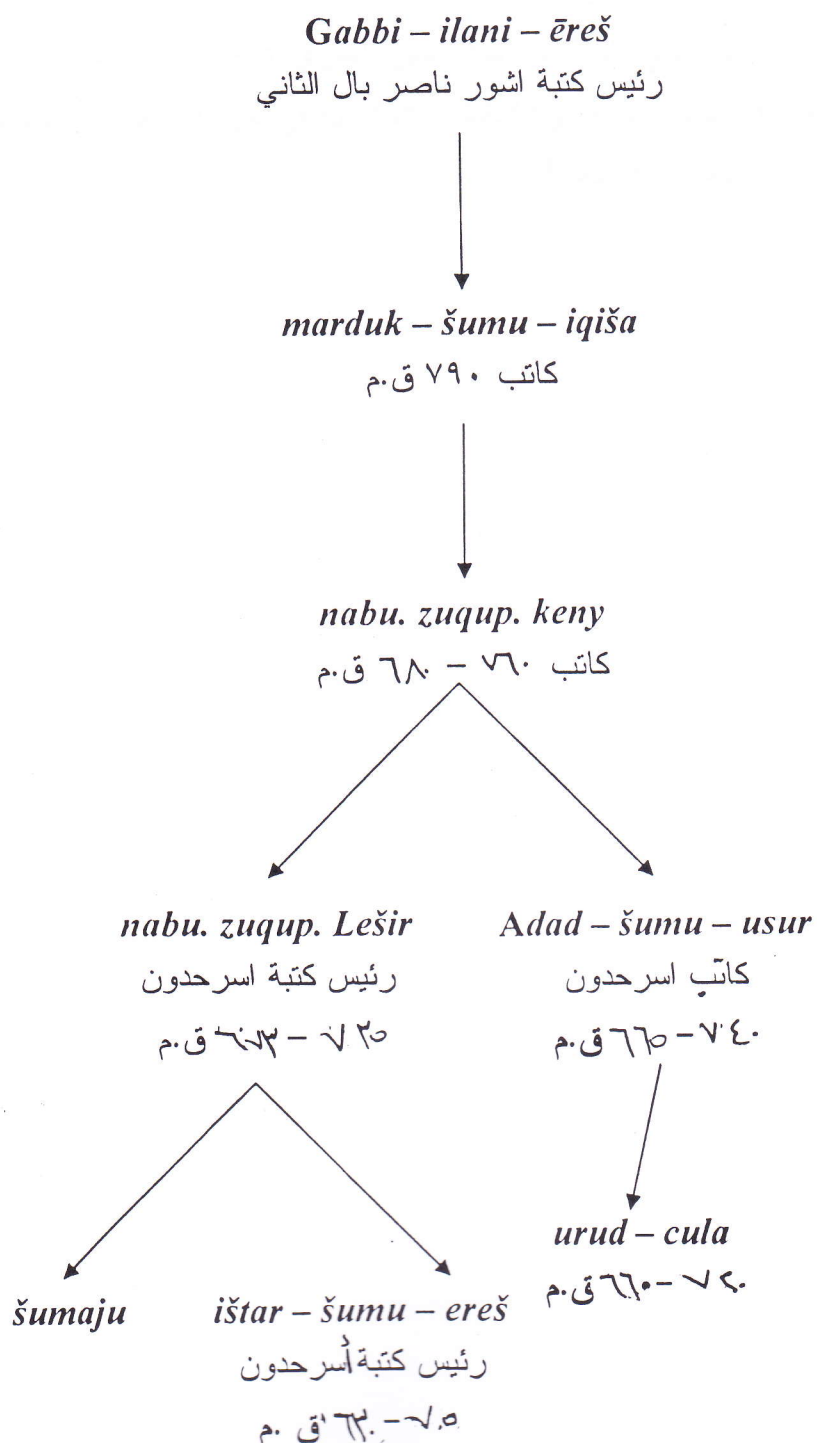 Gabbi – ilani – ēreš
رئيس كتبة اشور ناصر بال الثاني
marduk – šumu – iqiša
كاتب ٧٩٠ ق.م
nabu. zuqup. keny
كاتب ٧٦٠ – ٦٨٠ ق.م
nabu. zuqup. Lešir
رئيس كتبة اسرحدون
٧٢٥ – ٦٧٣ ق.م
Adad – šumu – usur
كاتب اسرحدون
٧٤٠ – ٦٦٥ ق.م
urud – cula
٧٢٠ – ٦٦٠ ق.م
šumaju
ištar – šumu – ereš
رئيس كتبة أسرحدون
٧٠٥ – ٦٣٠ ق.م